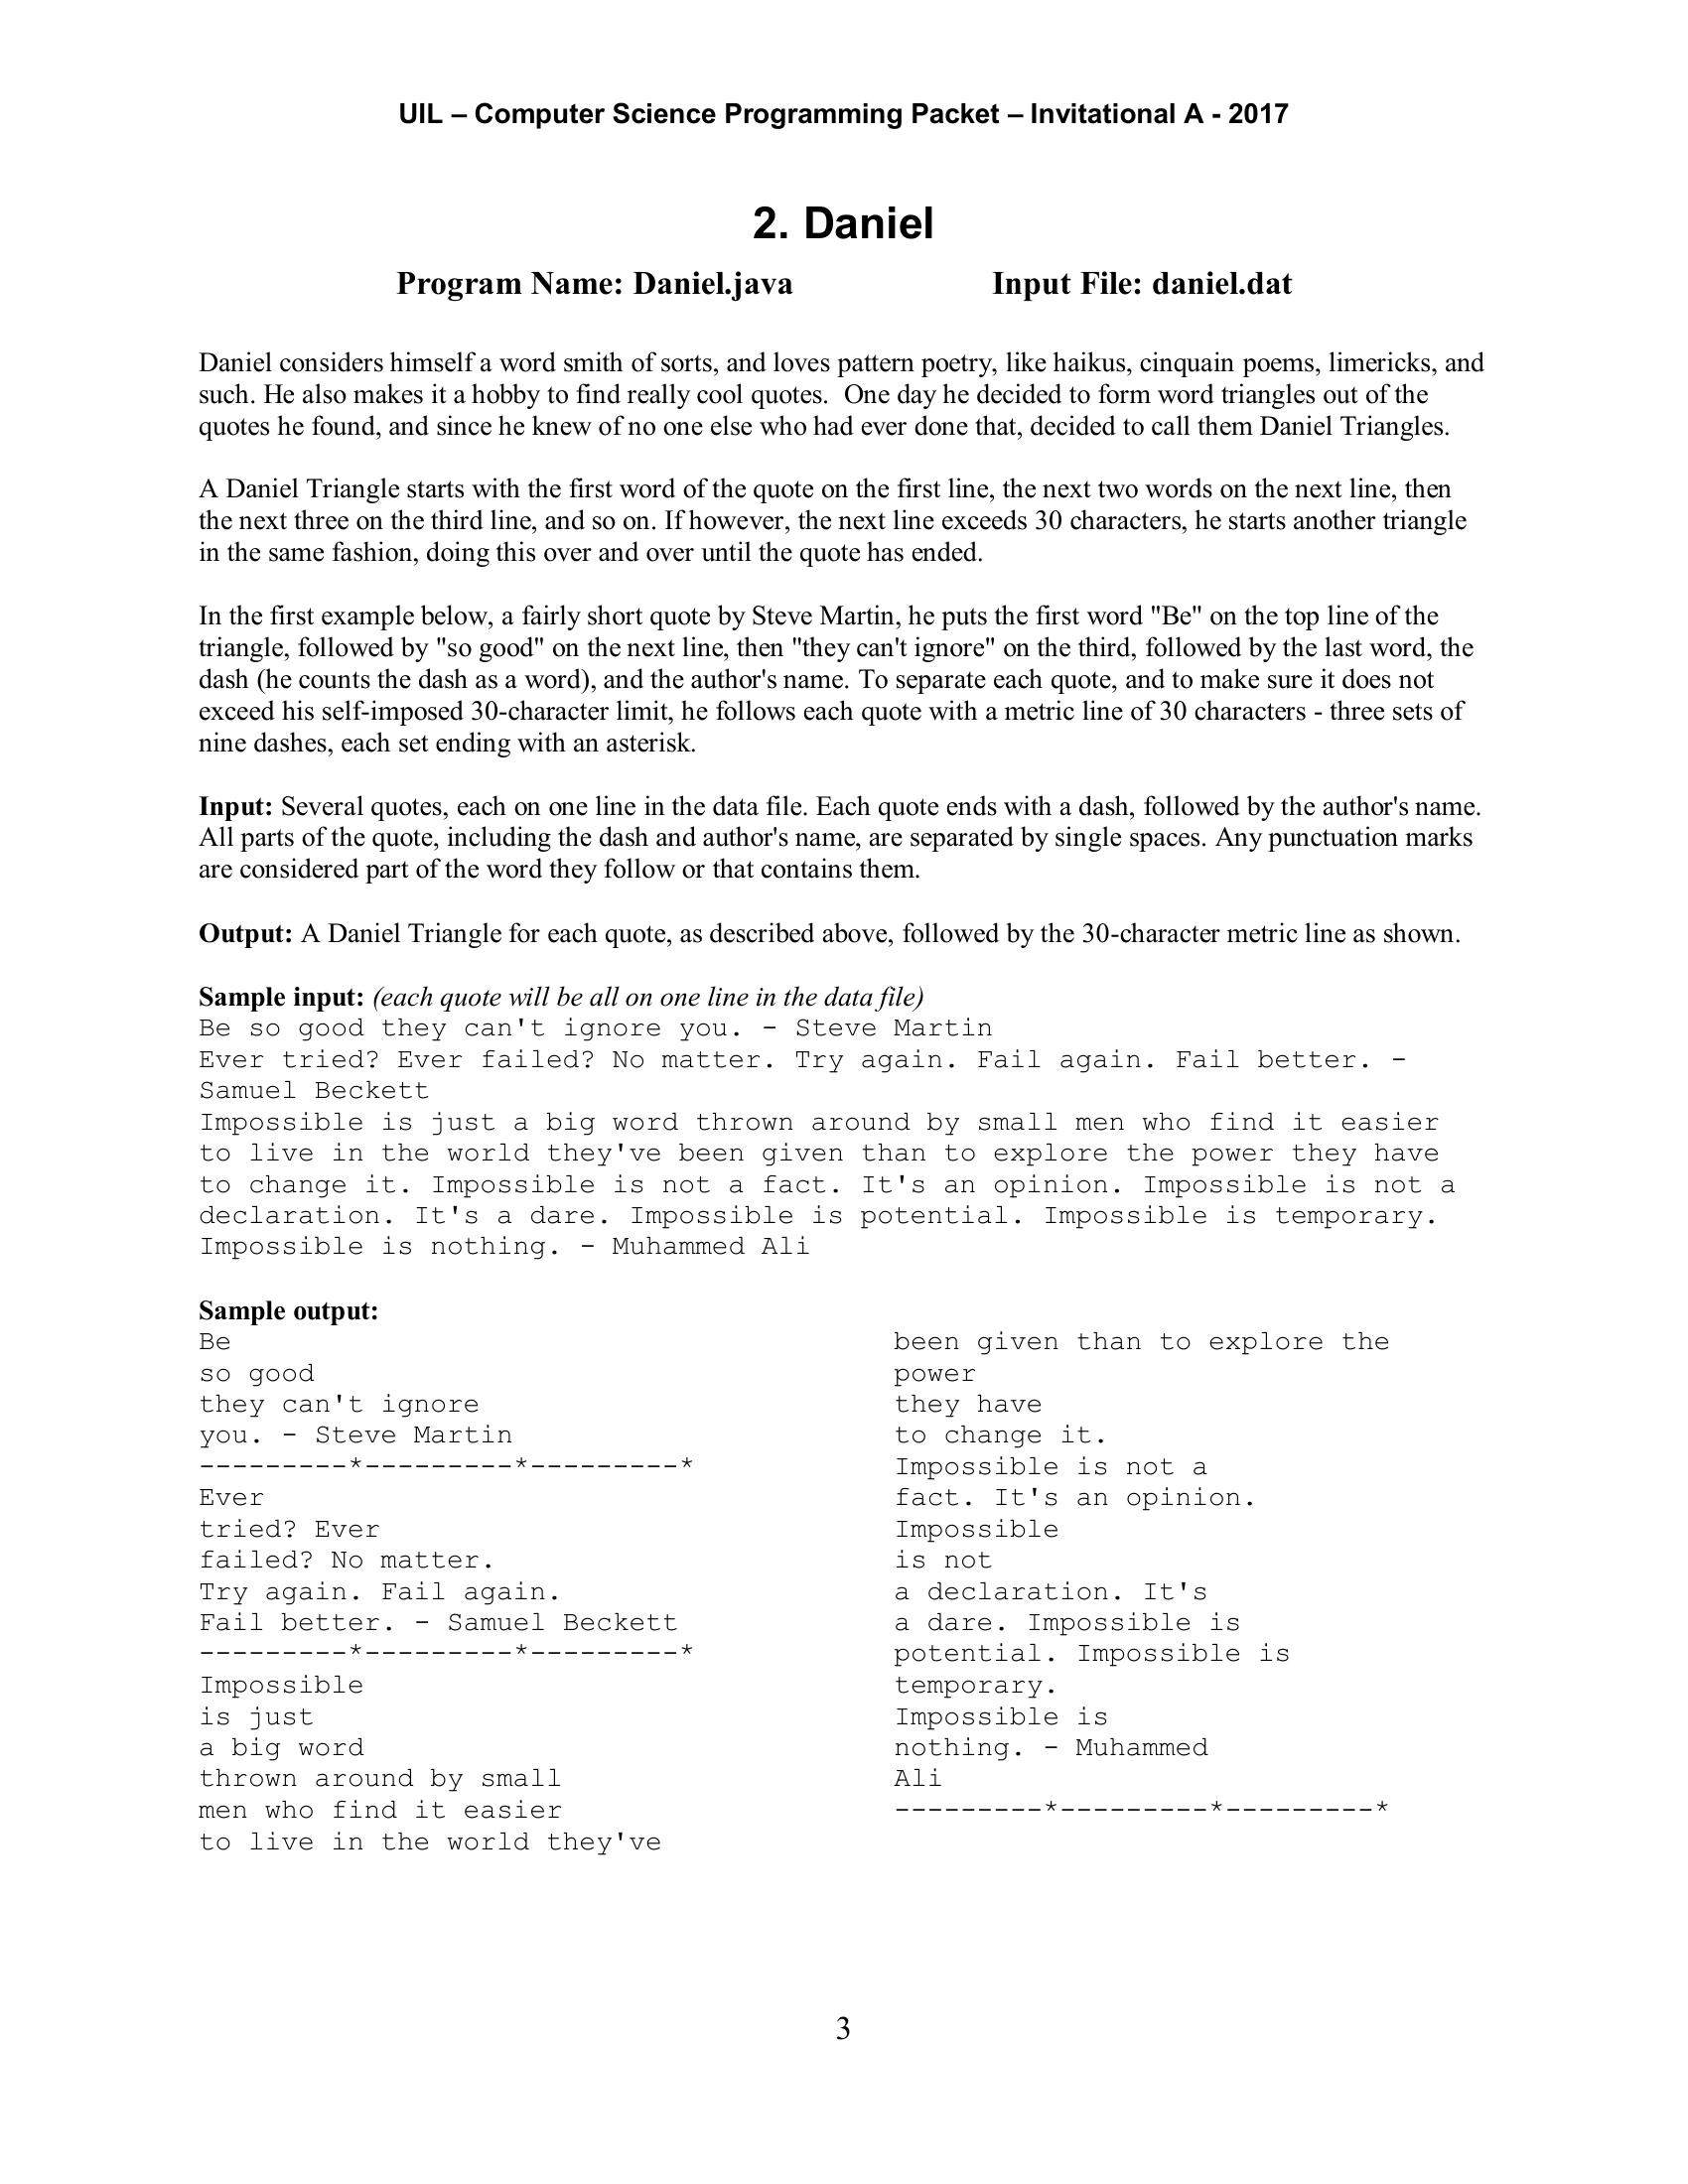 UIL – Computer Science Programming Packet – Invitational A - 2017
2. Daniel
Program Name: Daniel.java Input File: daniel.dat
Daniel considers himself a word smith of sorts, and loves pattern poetry, like haikus, cinquain poems, limericks, and
such. He also makes it a hobby to find really cool quotes.  One day he decided to form word triangles out of the
quotes he found, and since he knew of no one else who had ever done that, decided to call them Daniel Triangles.
A Daniel Triangle starts with the first word of the quote on the first line, the next two words on the next line, then
the next three on the third line, and so on. If however, the next line exceeds 30 characters, he starts another triangle
in the same fashion, doing this over and over until the quote has ended.
In the first example below, a fairly short quote by Steve Martin, he puts the first word "Be" on the top line of the
triangle, followed by "so good" on the next line, then "they can't ignore" on the third, followed by the last word, the
dash (he counts the dash as a word), and the author's name. To separate each quote, and to make sure it does not
exceed his self-imposed 30-character limit, he follows each quote with a metric line of 30 characters - three sets of
nine dashes, each set ending with an asterisk.
Input: Several quotes, each on one line in the data file. Each quote ends with a dash, followed by the author's name.
All parts of the quote, including the dash and author's name, are separated by single spaces. Any punctuation marks
are considered part of the word they follow or that contains them.
Output: A Daniel Triangle for each quote, as described above, followed by the 30-character metric line as shown.
Sample input: (each quote will be all on one line in the data file)
Be so good they can't ignore you. - Steve Martin
Ever tried? Ever failed? No matter. Try again. Fail again. Fail better. -
Samuel Beckett
Impossible is just a big word thrown around by small men who find it easier
to live in the world they've been given than to explore the power they have
to change it. Impossible is not a fact. It's an opinion. Impossible is not a
declaration. It's a dare. Impossible is potential. Impossible is temporary.
Impossible is nothing. - Muhammed Ali
Sample output:
Be
so good
they can't ignore
you. - Steve Martin
---------*---------*---------*
Ever
tried? Ever
failed? No matter.
Try again. Fail again.
Fail better. - Samuel Beckett
---------*---------*---------*
Impossible
is just
a big word
thrown around by small
men who find it easier
to live in the world they've
been given than to explore the
power
they have
to change it.
Impossible is not a
fact. It's an opinion.
Impossible
is not
a declaration. It's
a dare. Impossible is
potential. Impossible is
temporary.
Impossible is
nothing. - Muhammed
Ali
---------*---------*---------*
3